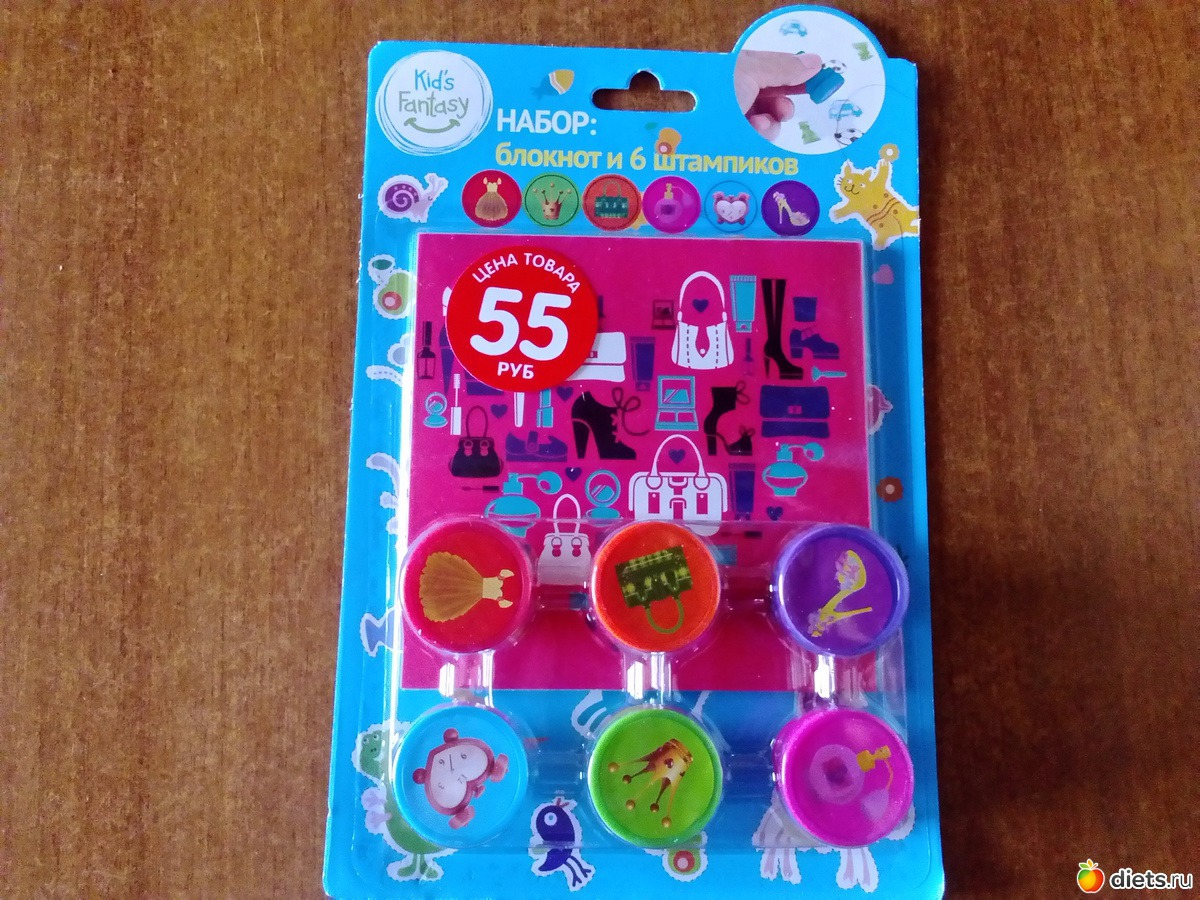 Kid's
Fantasy
НАБОР:
блокнот и 6 штампиков
ЦЕНА ТОВАРА
55
РУБ
diets.ru